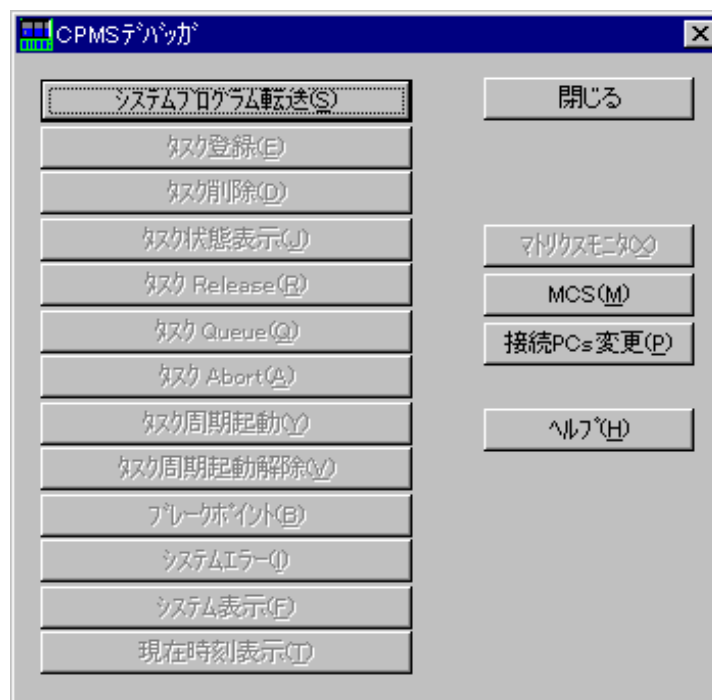 CPMSﾃﾞﾊﾞｯｶﾞ
ｼｽﾃﾑﾌﾟﾛｸﾞﾗﾑ転送(S)
閉じる
ﾀｽｸ登録(E)
ﾀｽｸ削除(D)
ﾀｽｸ状態表示(J)
ﾏﾄﾘｸｽﾓﾆﾀ(X)
ﾀｽｸ Release(R)
MCS(M)
ﾀｽｸ Queue(Q)
接続PCs変更(P)
ﾀｽｸ Abort(A)
ﾀｽｸ周期起動(Y)
ﾍﾙﾌﾟ(H)
ﾀｽｸ周期起動解除(V)
ﾌﾞﾚｰｸﾎﾟｲﾝﾄ(B)
ｼｽﾃﾑｴﾗｰ(I)
ｼｽﾃﾑ表示(F)
現在時刻表示(T)